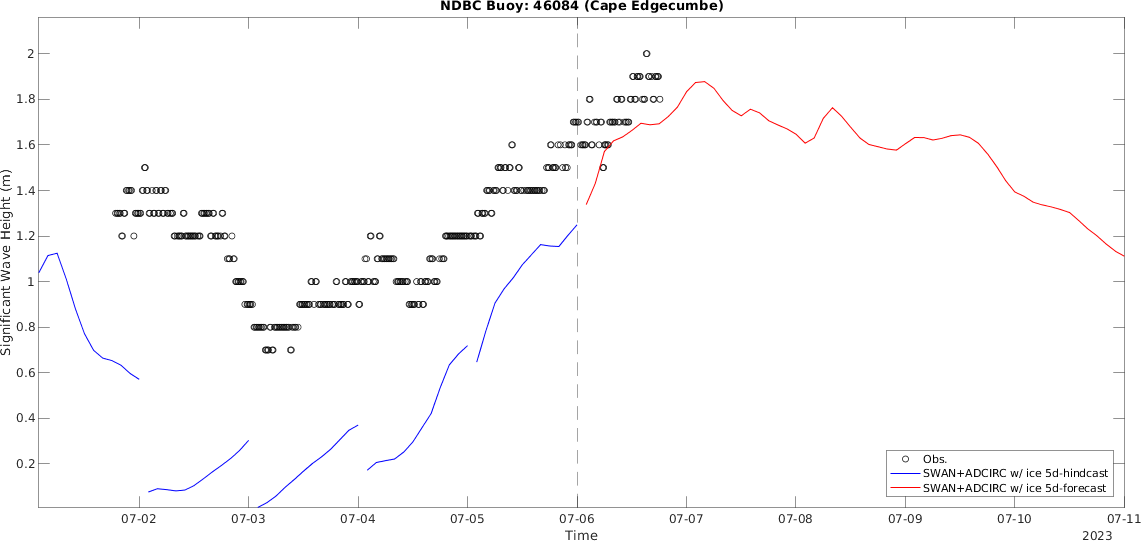 NDBC Buoy: 46084 (Cape Edgecumbe)
2
1.8
1.6
1.4
1.2
1
0.8
0.6
0.4
0.2
Significant Wave Height (m)
Obs.
SWAN+ADCIRC w/ ice 5d-hindcast
SWAN+ADCIRC w/ ice 5d-forecast
07-02 07-03 07-04 07-05 07-06 07-07 07-08 07-09 07-10 07-11
Time
2023